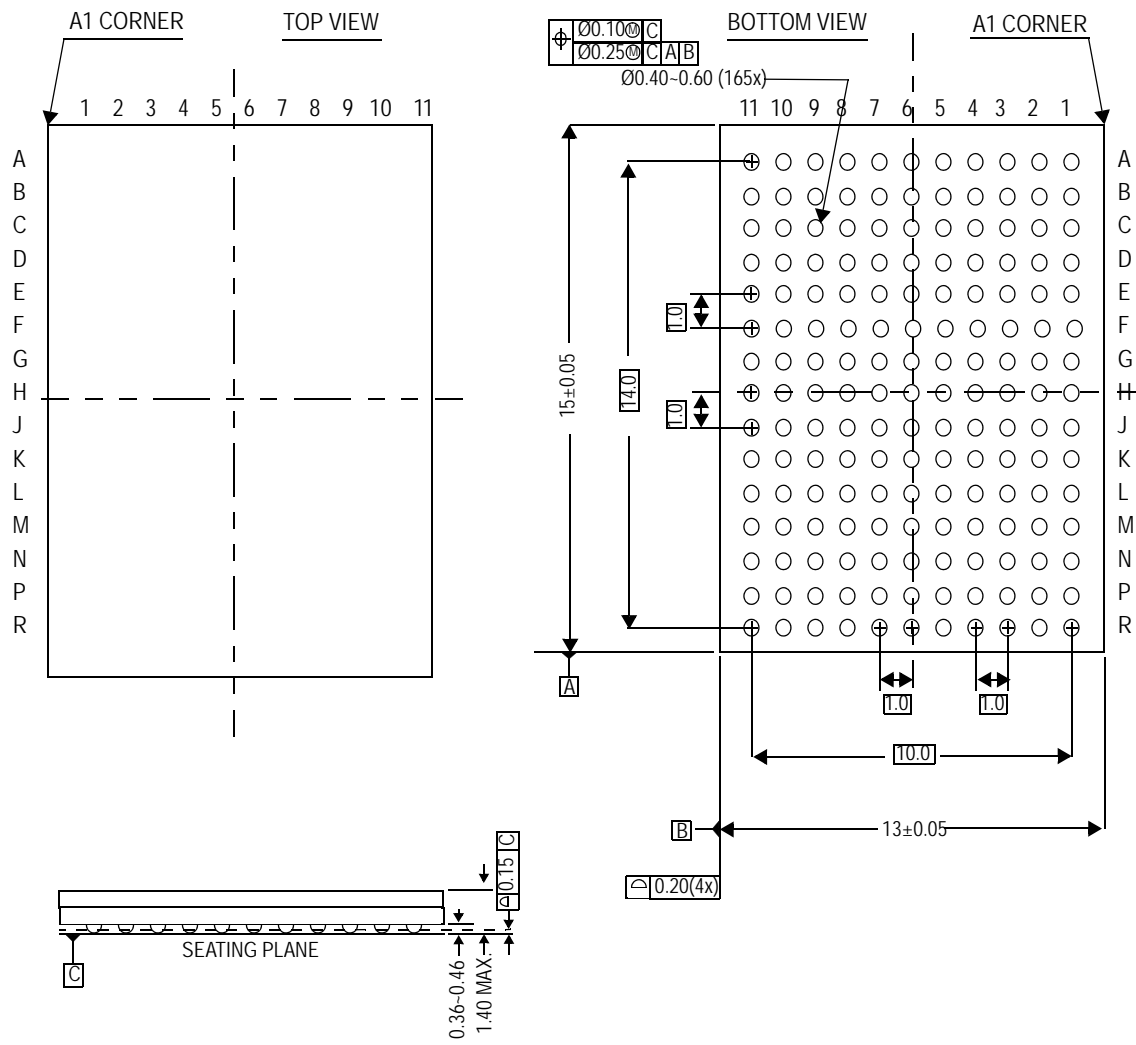 A1 CORNER
TOP VIEW
1 2 3 4 5 6 7 8 9 10 11
A
B
C
D
E
F
G
H
J
K
L
M
N
P
R
Ø0.10Ⓜ C
Ø0.25Ⓜ C A B
BOTTOM VIEW
A1 CORNER
Ø0.40~0.60 (165x)
11 10 9 8 7 6 5 4 3 2 1
A
B
C
D
E
F
G
H
J
K
L
M
N
P
R
15±0.05
14.0
1.0
1.0
A
1.0
1.0
10.0
B
13±0.05
0.20(4x)
0.15 C
SEATING PLANE
C
0.36~0.46
1.40 MAX.